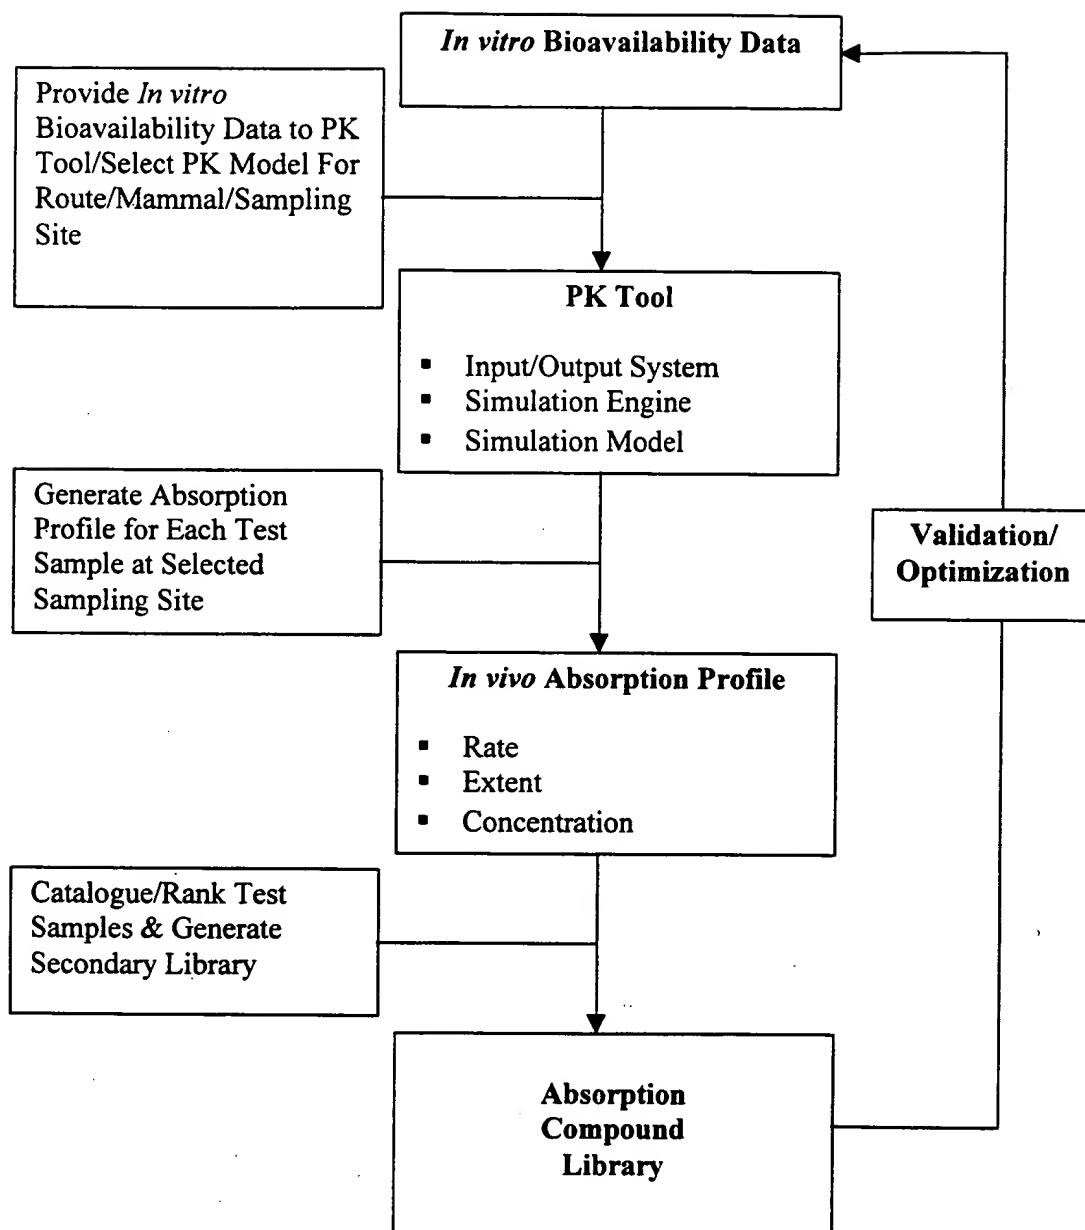 In vitro Bioavailability Data
Provide In vitro
Bioavailability Data to PK
Tool/Select PK Model For
Route/Mammal/Sampling
Site
PK Tool
▪ Input/Output System
▪ Simulation Engine
▪ Simulation Model
Generate Absorption
Profile for Each Test
Sample at Selected
Sampling Site
Validation/
Optimization
In vivo Absorption Profile
▪ Rate
▪ Extent
▪ Concentration
Catalogue/Rank Test
Samples & Generate
Secondary Library
Absorption
Compound
Library